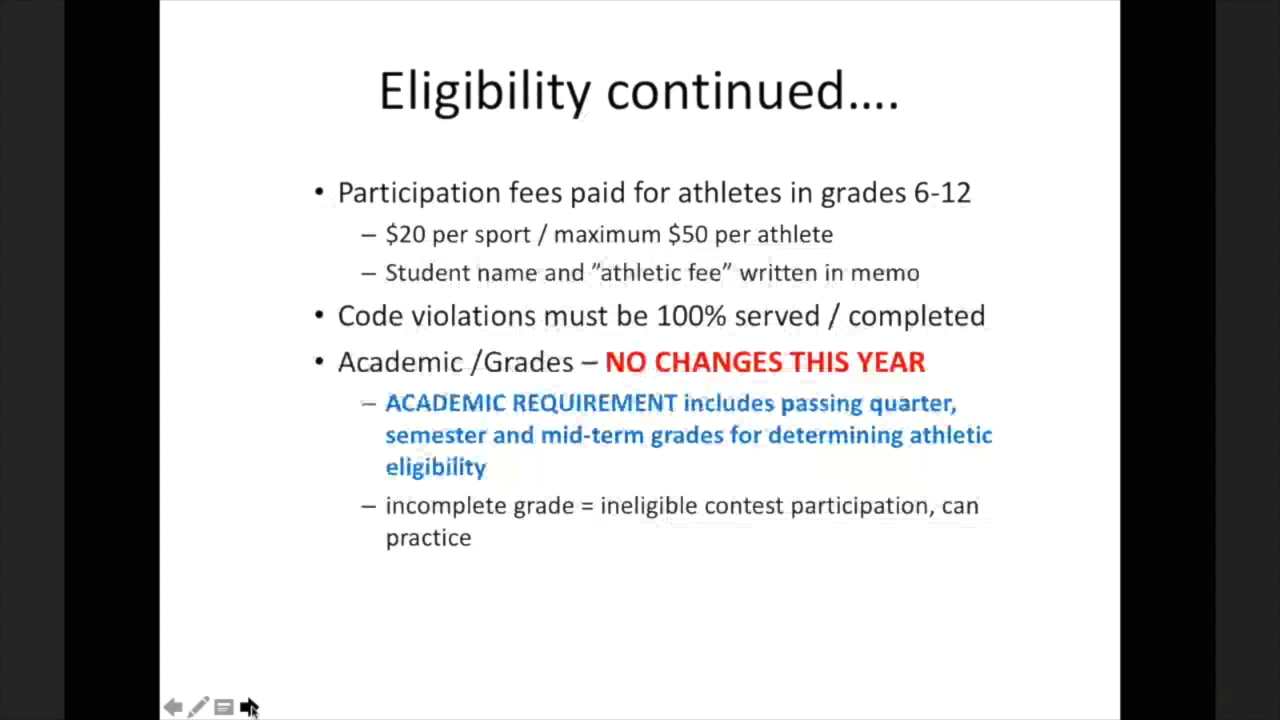 Eligibility continued….
• Participation fees paid for athletes in grades 6-12
– $20 per sport / maximum $50 per athlete
– Student name and ”athletic fee” written in memo
• Code violations must be 100% served / completed
• Academic /Grades – NO CHANGES THIS YEAR
– ACADEMIC REQUIREMENT includes passing quarter,
semester and mid-term grades for determining athletic
eligibility
– incomplete grade = ineligible contest participation, can
practice